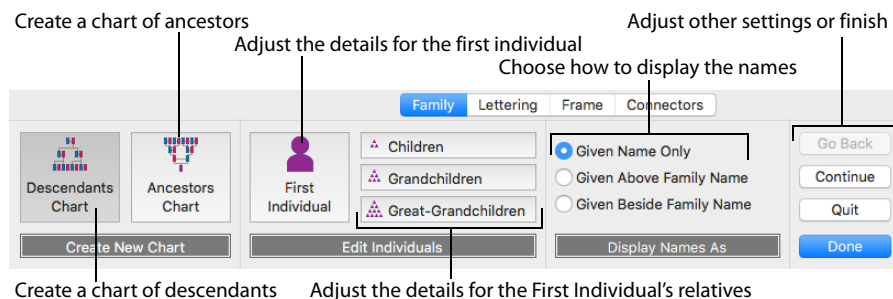 Create a chart of ancestors
Adjust other settings or finish
Adjust the details for the first individual
Choose how to display the names
Family Lettering Frame Connectors
Descendants Chart
Ancestors Chart
Create New Chart
First Individual
Children
Grandchildren
Great-Grandchildren
Edit Individuals
Given Name Only
Given Above Family Name
Given Beside Family Name
Display Names As
Go Back
Continue
Quit
Done
Create a chart of descendants
Adjust the details for the First Individual’s relatives